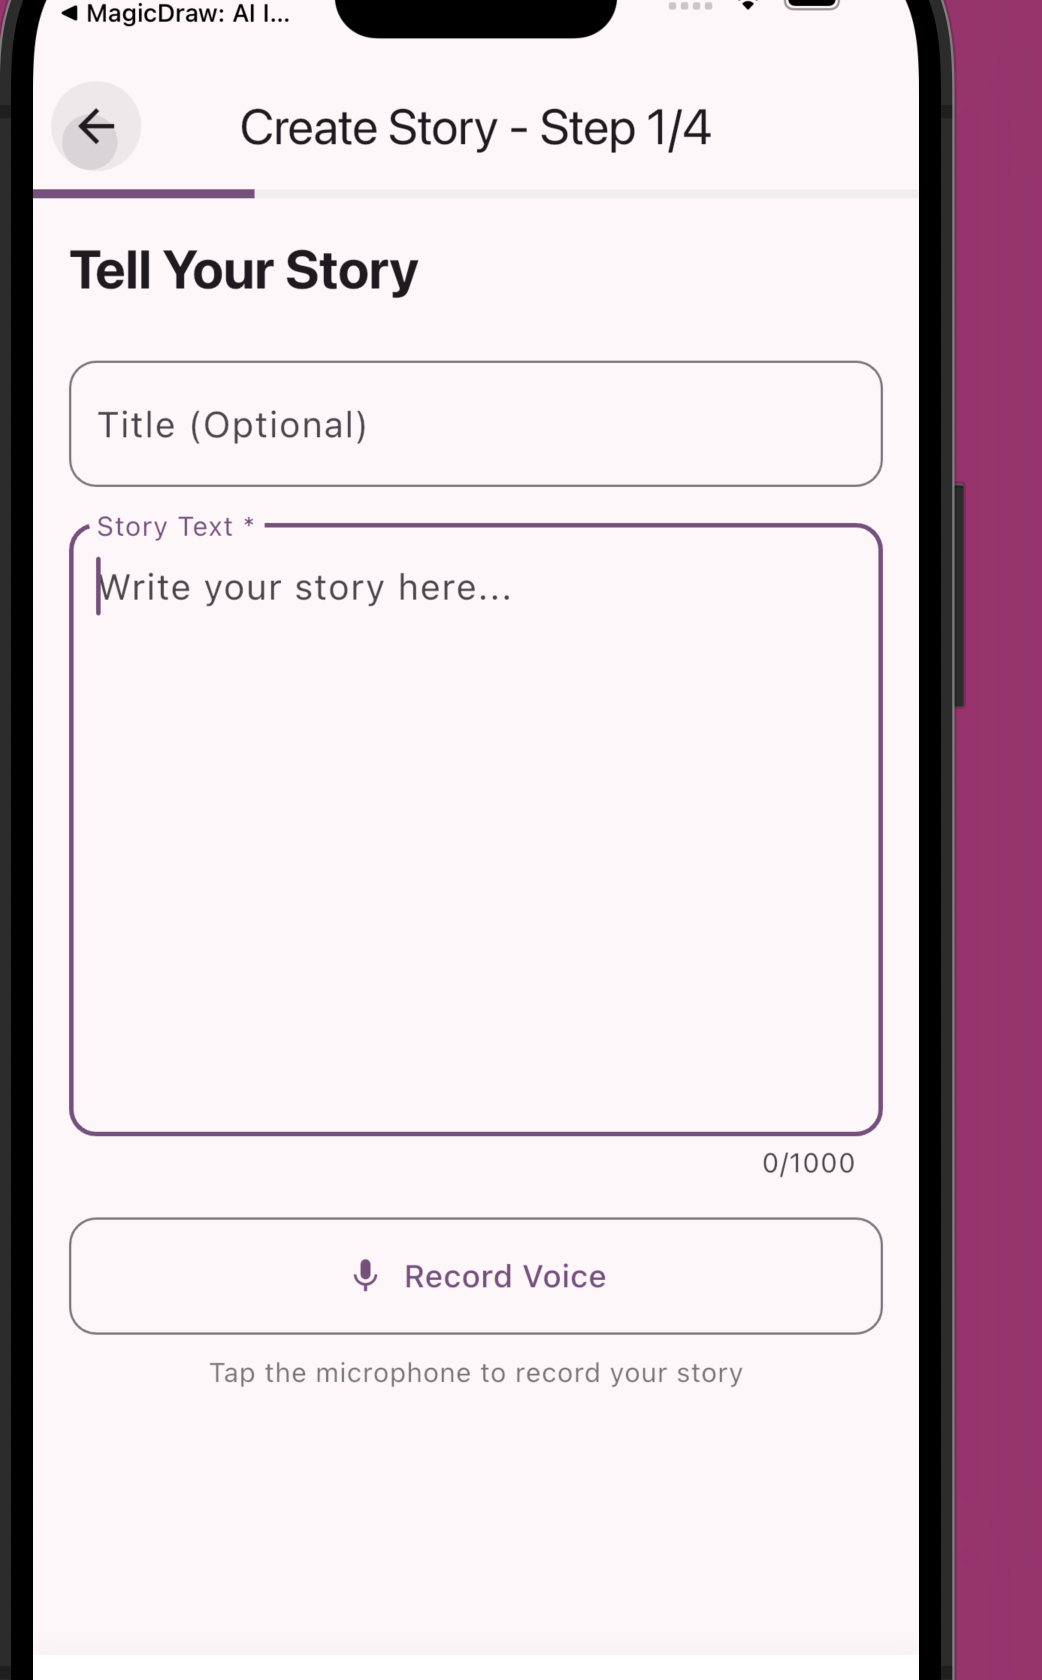 ◀ MagicDraw: AI I...
Create Story - Step 1/4
Tell Your Story
Title (Optional)
Story Text *
Write your story here...
0/1000
Record Voice
Tap the microphone to record your story